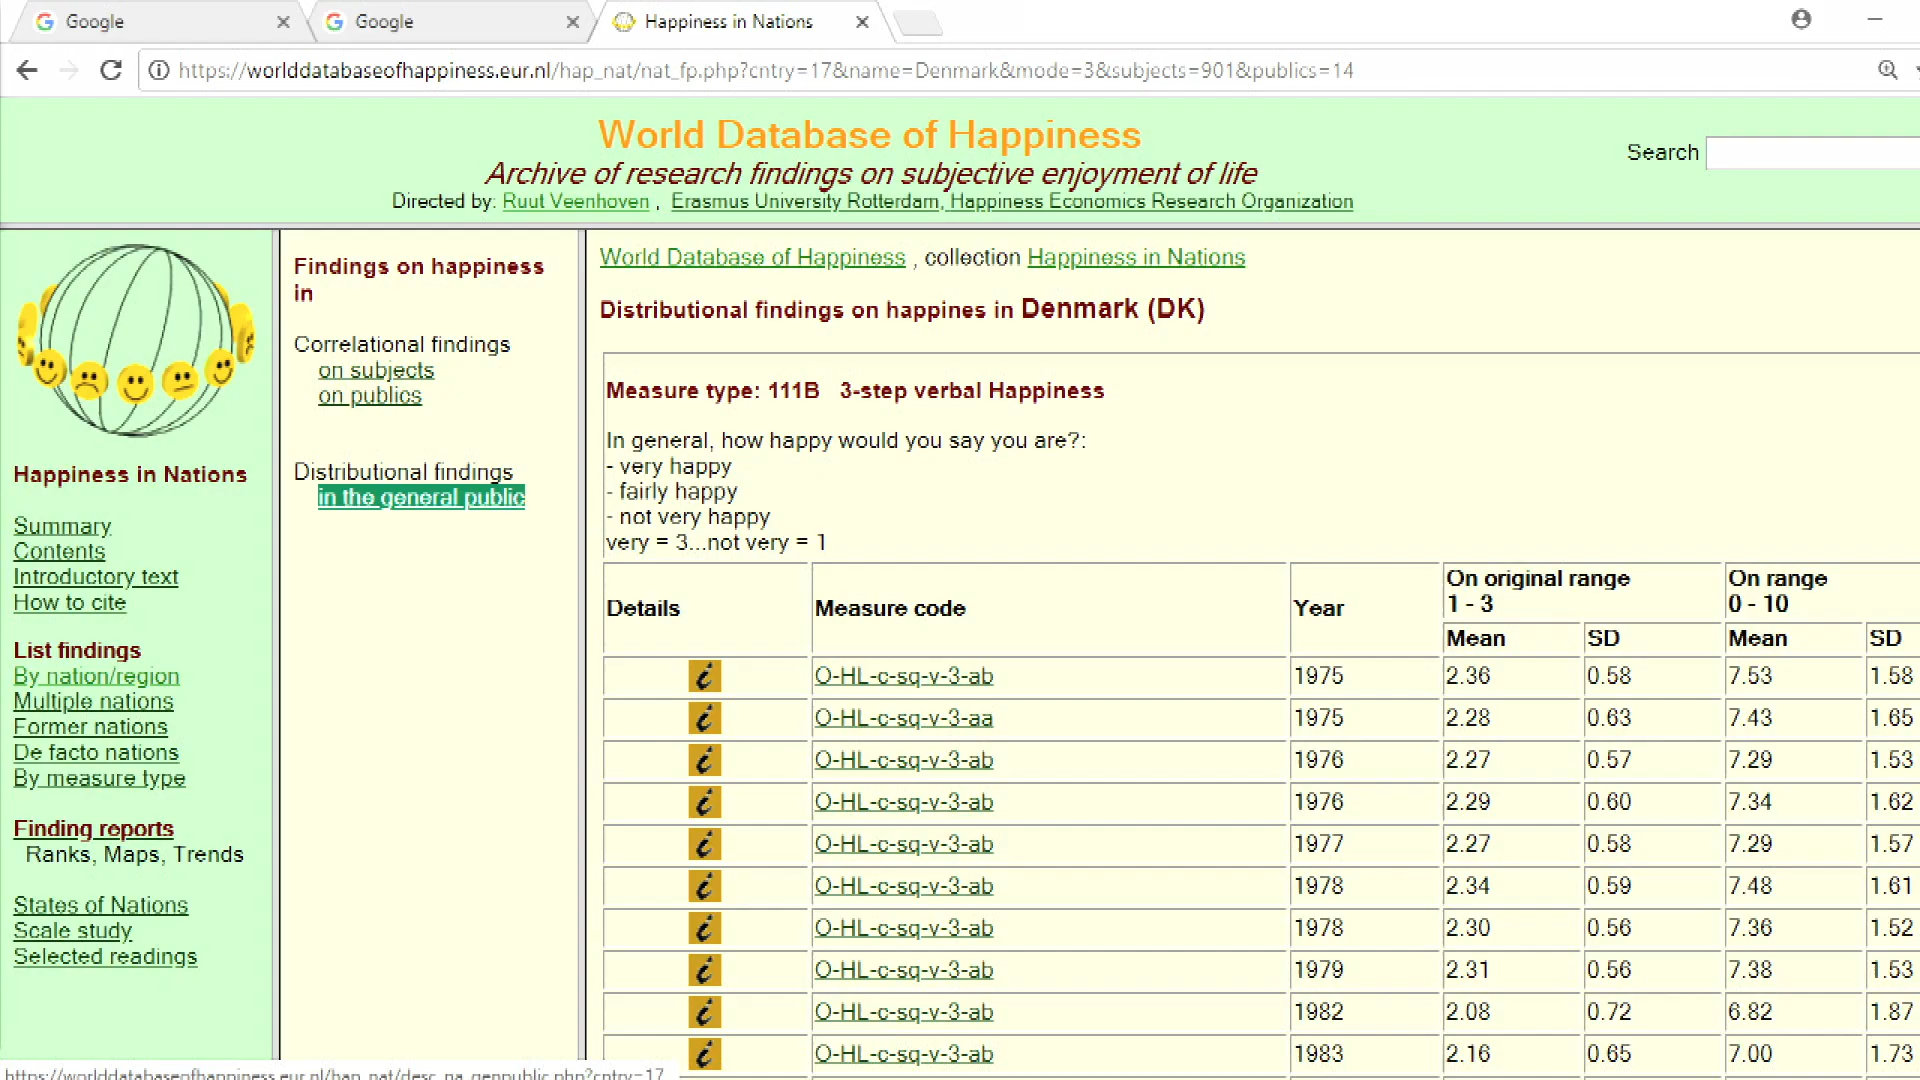 Google
Google
Happiness in Nations
https://worlddatabaseofhappiness.eur.nl/hap_nat/nat_fp.php?cntry=17&name=Denmark&mode=3&subjects=901&publics=14
World Database of Happiness
Archive of research findings on subjective enjoyment of life
Directed by: Ruut Veenhoven , Erasmus University Rotterdam, Happiness Economics Research Organization
Search
Happiness in Nations
Summary
Contents
Introductory text
How to cite
List findings
By nation/region
Multiple nations
Former nations
De facto nations
By measure type
Finding reports
Ranks, Maps, Trends
States of Nations
Scale study
Selected readings
Findings on happiness
in
Correlational findings
on subjects
on publics
Distributional findings
in the general public
World Database of Happiness , collection Happiness in Nations
Distributional findings on happines in Denmark (DK)
Measure type: 111B 3-step verbal Happiness
In general, how happy would you say you are?:
- very happy
- fairly happy
- not very happy
very = 3...not very = 1
Details Measure code Year On original range 1 - 3 On range 0 - 10
Mean SD Mean SD
i O-HL-c-sq-v-3-ab 1975 2.36 0.58 7.53 1.58
i O-HL-c-sq-v-3-aa 1975 2.28 0.63 7.43 1.65
i O-HL-c-sq-v-3-ab 1976 2.27 0.57 7.29 1.53
i O-HL-c-sq-v-3-ab 1976 2.29 0.60 7.34 1.62
i O-HL-c-sq-v-3-ab 1977 2.27 0.58 7.29 1.57
i O-HL-c-sq-v-3-ab 1978 2.34 0.59 7.48 1.61
i O-HL-c-sq-v-3-ab 1978 2.30 0.56 7.36 1.52
i O-HL-c-sq-v-3-ab 1979 2.31 0.56 7.38 1.53
i O-HL-c-sq-v-3-ab 1982 2.08 0.72 6.82 1.87
i O-HL-c-sq-v-3-ab 1983 2.16 0.65 7.00 1.73
https://worlddatabaseofhappiness.eur.nl/hap_nat/desc_na_genpublic.php?cntry=17